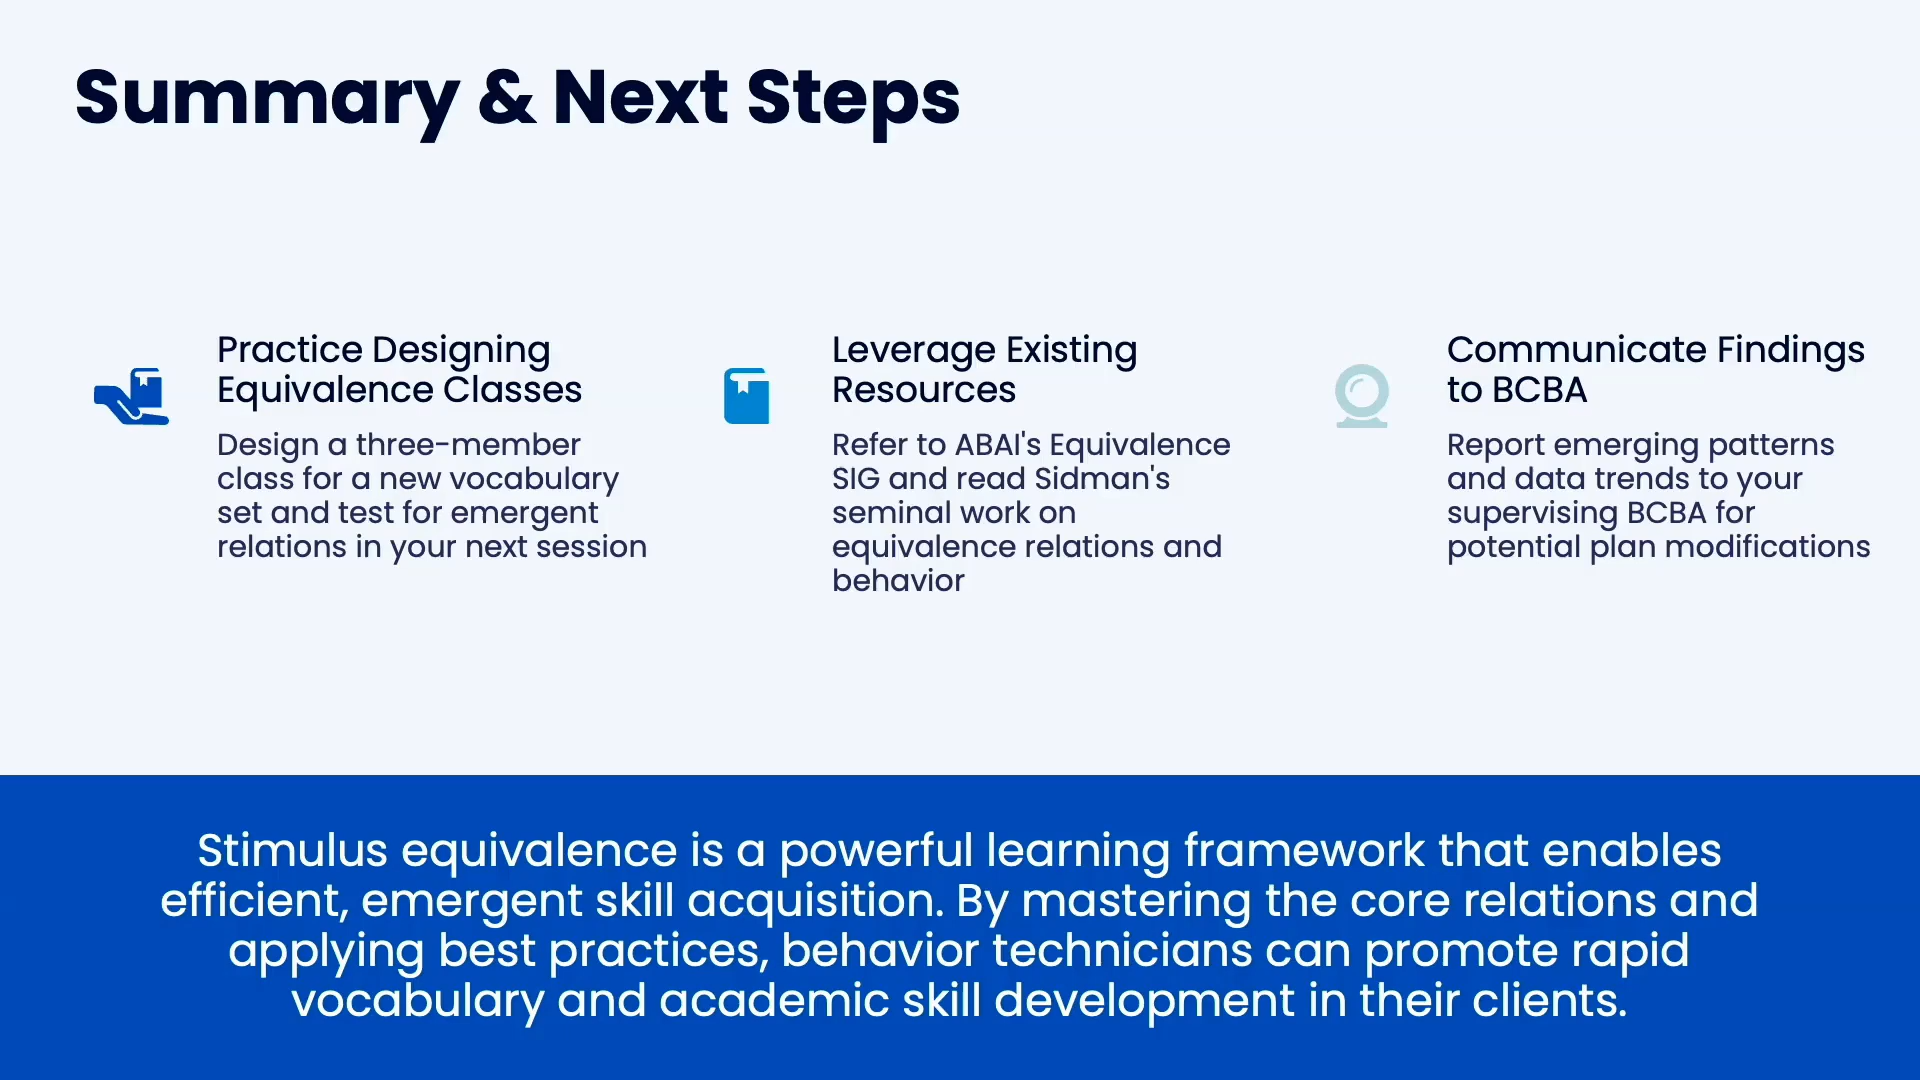 Summary & Next Steps
Practice Designing
Equivalence Classes
Design a three-member
class for a new vocabulary
set and test for emergent
relations in your next session
Leverage Existing
Resources
Refer to ABAI's Equivalence
SIG and read Sidman's
seminal work on
equivalence relations and
behavior
Communicate Findings
to BCBA
Report emerging patterns
and data trends to your
supervising BCBA for
potential plan modifications
Stimulus equivalence is a powerful learning framework that enables
efficient, emergent skill acquisition. By mastering the core relations and
applying best practices, behavior technicians can promote rapid
vocabulary and academic skill development in their clients.